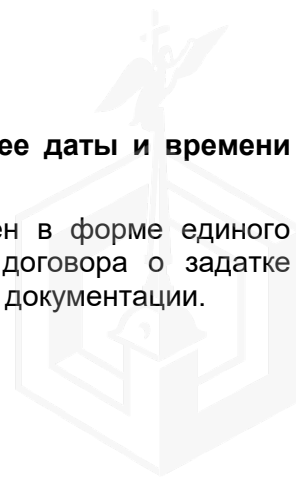 ее даты и времени
ен в форме единого
договора о задатке
документации.